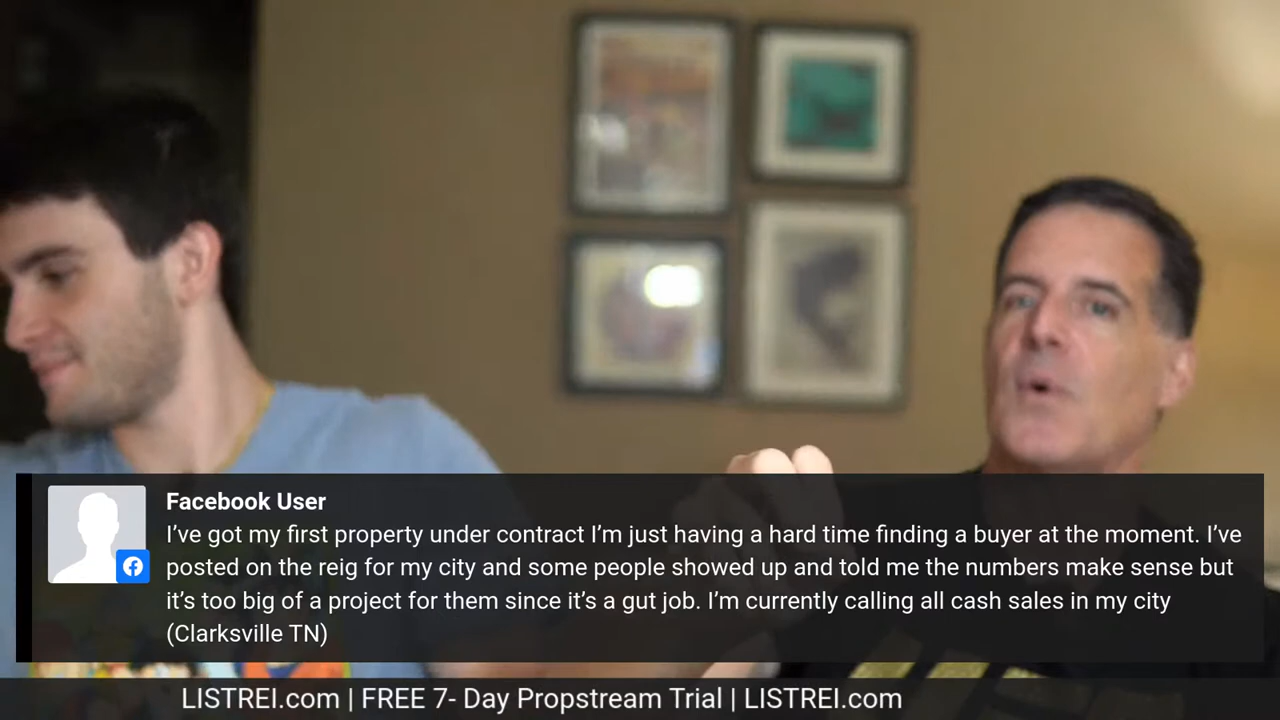 Facebook User
I’ve got my first property under contract I’m just having a hard time finding a buyer at the moment. I’ve
posted on the reig for my city and some people showed up and told me the numbers make sense but
it’s too big of a project for them since it’s a gut job. I’m currently calling all cash sales in my city
(Clarksville TN)
LISTREI.com | FREE 7- Day Propstream Trial | LISTREI.com